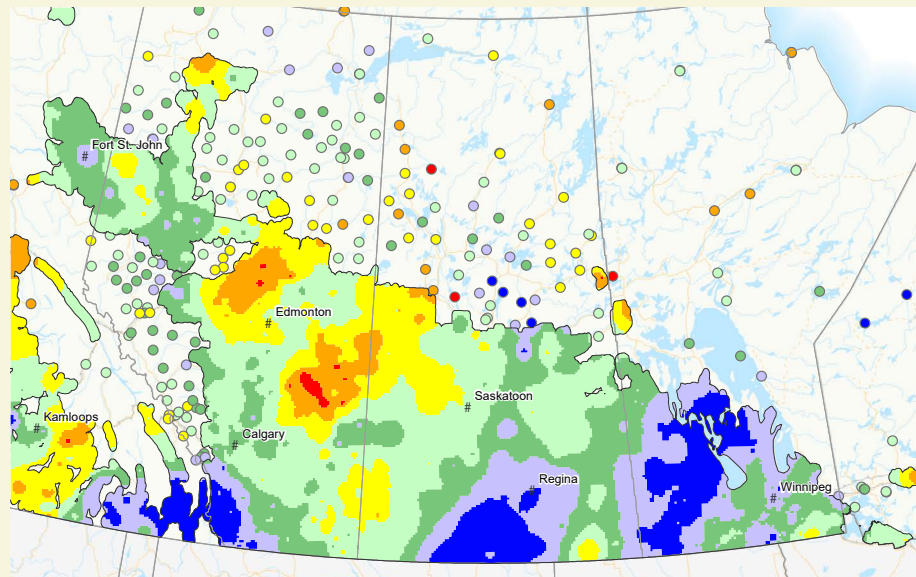 Fort St. John
#
Edmonton
#
Saskatoon
#
Kamloops
#
Calgary
#
Regina
#
Winnipeg
#